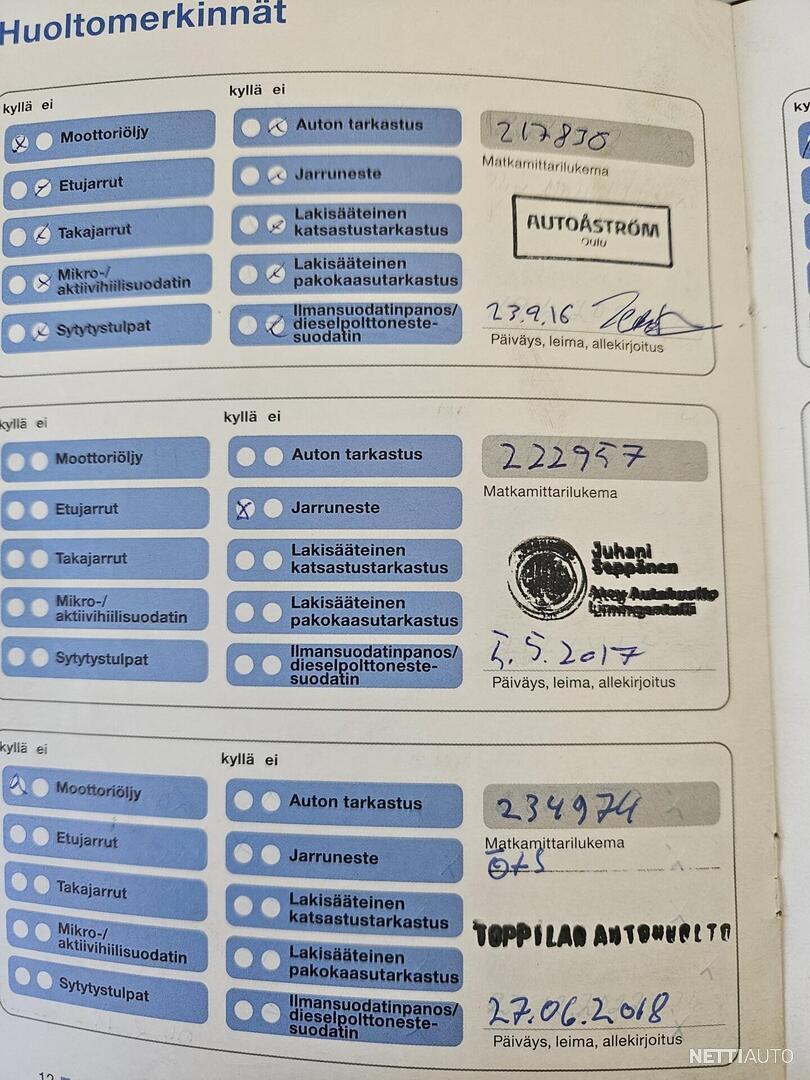 Huoltomerkinnät
kyllä ei
Moottoriöljy
Etujarrut
Takajarrut
Mikro-/
aktiivihiilisuodatin
Sytytystulpat
kyllä ei
Auton tarkastus
Jarruneste
Lakisääteinen
katsastustarkastus
Lakisääteinen
pakokaasutarkastus
Ilmansuodatinpanos/
dieselpolttoneste-
suodatin
217830
Matkamittarilukema
AUTOÅSTRÖM
Oulu
23.9.16
Päiväys, leima, allekirjoitus
kyllä ei
Moottoriöljy
Etujarrut
Takajarrut
Mikro-/
aktiivihiilisuodatin
Sytytystulpat
kyllä ei
Auton tarkastus
Jarruneste
Lakisääteinen
katsastustarkastus
Lakisääteinen
pakokaasutarkastus
Ilmansuodatinpanos/
dieselpolttoneste-
suodatin
222957
Matkamittarilukema
Juhani
Seppänen
Autohuolto
Limingantulli
5.2017
Päiväys, leima, allekirjoitus
kyllä ei
Moottoriöljy
Etujarrut
Takajarrut
Mikro-/
aktiivihiilisuodatin
Sytytystulpat
kyllä ei
Auton tarkastus
Jarruneste
Lakisääteinen
katsastustarkastus
Lakisääteinen
pakokaasutarkastus
Ilmansuodatinpanos/
dieselpolttoneste-
suodatin
234974
Matkamittarilukema
Ö+S
TOPPILAN AUTOHUOLTO
27.06.2018
Päiväys, leima, allekirjoitus
12
NETTIAUTO